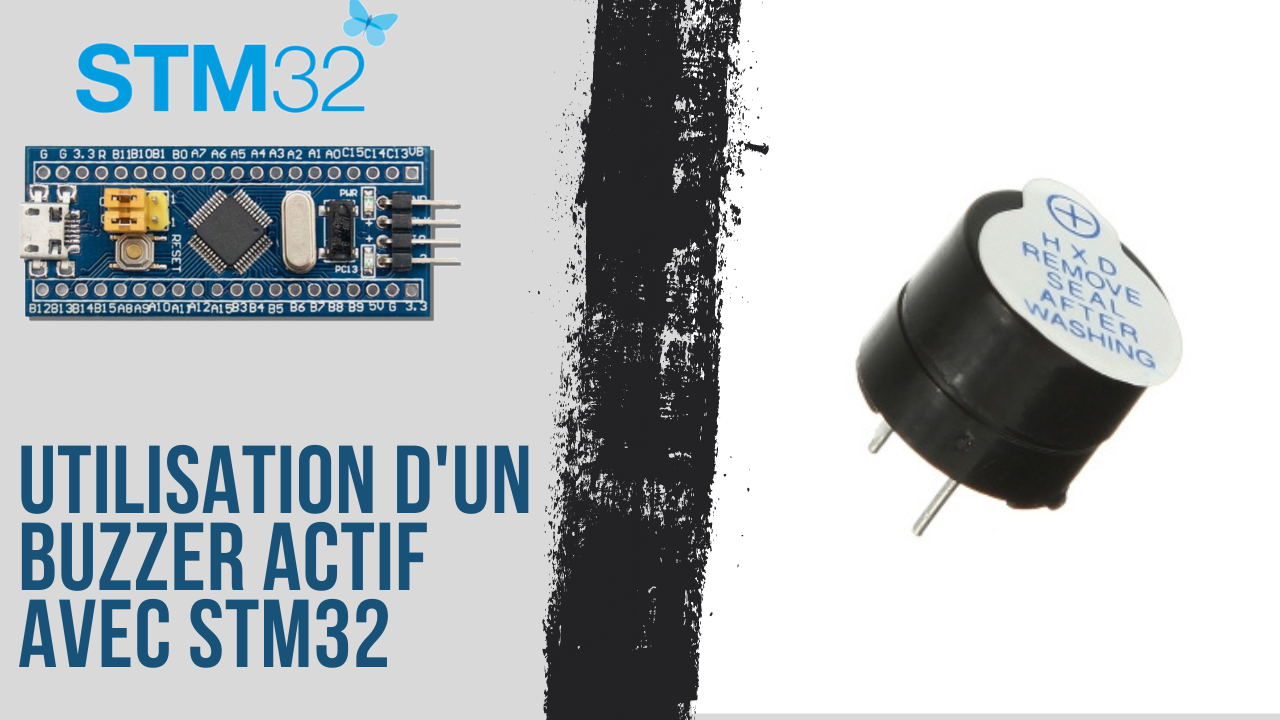 STM32
G G 3.3 R B11 B10 B1 B0 A7 A6 A5 A4 A3 A2 A1 A0 C15 C14 C13 VB
PWR
1
RESET
PC13
B12 B13 B14 B15 A8 A9 A10 A11 A12 A15 B3 B4 B5 B6 B7 B8 B9 5V G 3.3
HXD
REMOVE
SEAL
AFTER
WASHING
UTILISATION D'UN
BUZZER ACTIF
AVEC STM32